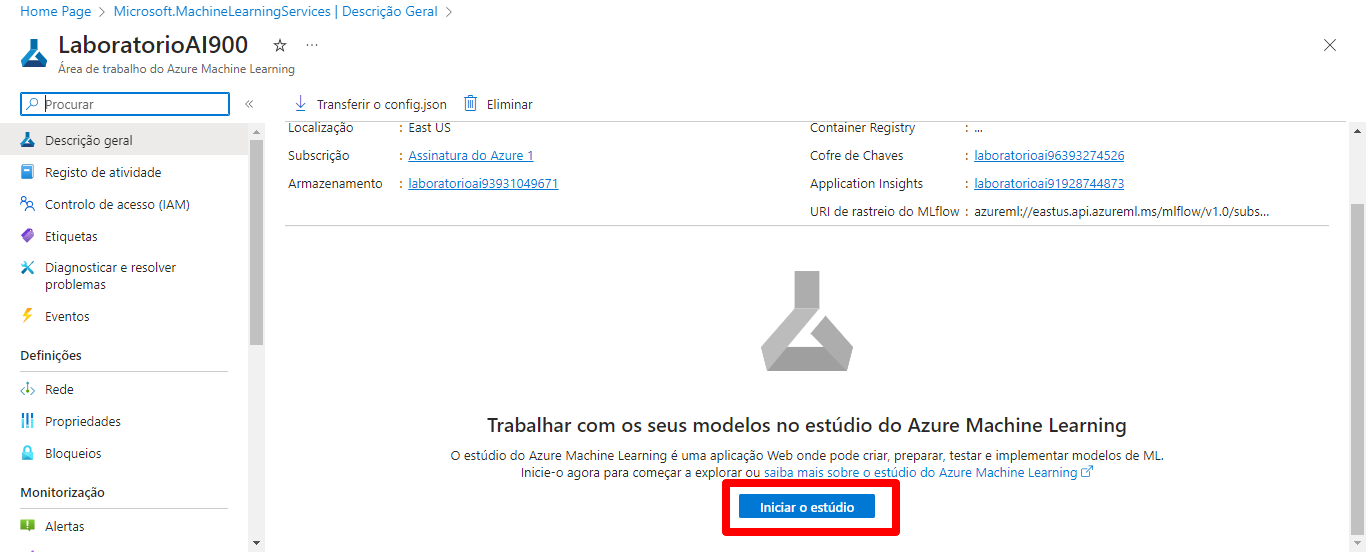 Home Page > Microsoft.MachineLearningServices | Descrição Geral >
LaboratorioAI900
Área de trabalho do Azure Machine Learning
Procurar
Descrição geral
Registo de atividade
Controlo de acesso (IAM)
Etiquetas
Diagnosticar e resolver
problemas
Eventos
Definições
Rede
Propriedades
Bloqueios
Monitorização
Alertas
Transferir o config.json
Eliminar
Localização : East US
Subscrição : Assinatura do Azure 1
Armazenamento : laboratorioai93931049671
Container Registry : ...
Cofre de Chaves : laboratorioai96393274526
Application Insights : laboratorioai91928744873
URI de rastreio do MLflow : azureml://eastus.api.azureml.ms/mlflow/v1.0/subs...
Trabalhar com os seus modelos no estúdio do Azure Machine Learning
O estúdio do Azure Machine Learning é uma aplicação Web onde pode criar, preparar, testar e implementar modelos de ML.
Inicie-o agora para começar a explorar ou saiba mais sobre o estúdio do Azure Machine Learning
Iniciar o estúdio